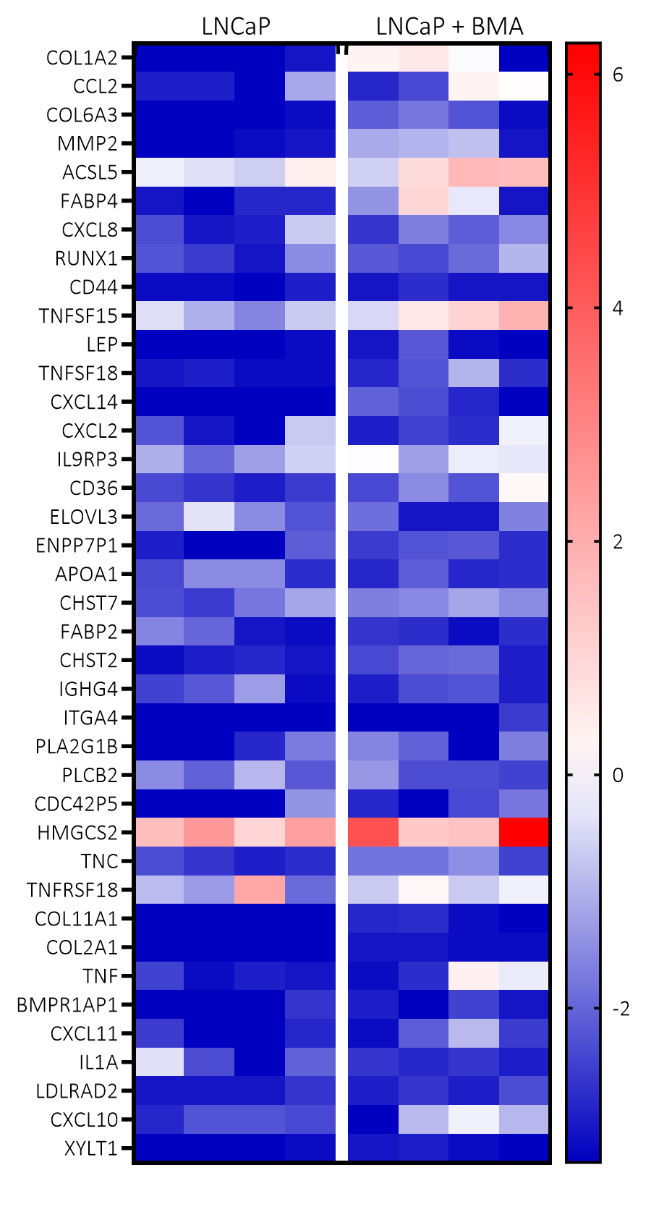 LNCaP LNCaP + BMA
COL1A2
CCL2
COL6A3
MMP2
ACSL5
FABP4
CXCL8
RUNX1
CD44
TNFSF15
LEP
TNFSF18
CXCL14
CXCL2
IL9RP3
CD36
ELOVL3
ENPP7P1
APOA1
CHST7
FABP2
CHST2
IGHG4
ITGA4
PLA2G1B
PLCB2
CDC42P5
HMGCS2
TNC
TNFRSF18
COL11A1
COL2A1
TNF
BMPR1AP1
CXCL11
IL1A
LDLRAD2
CXCL10
XYLT1
6
4
2
0
-2